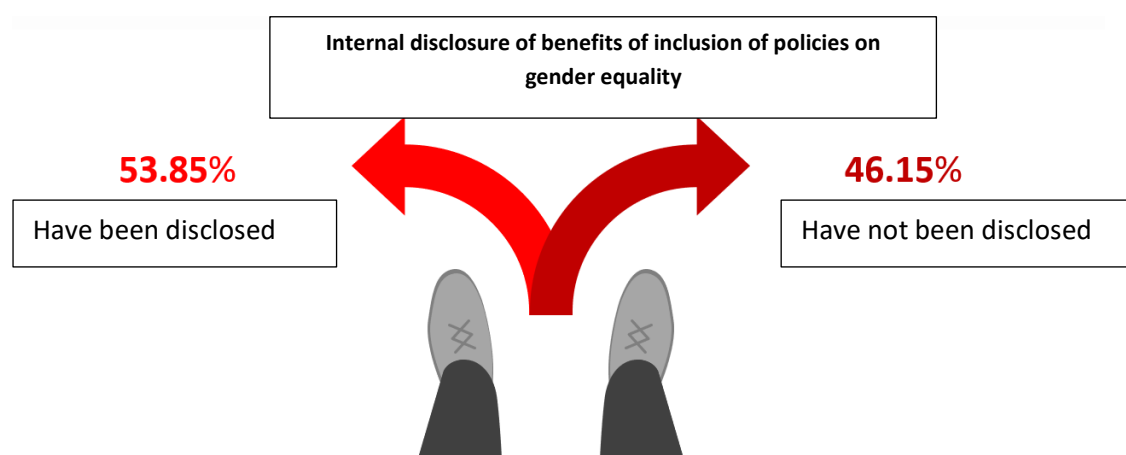 Internal disclosure of benefits of inclusion of policies on
gender equality
53.85%
46.15%
Have been disclosed
Have not been disclosed